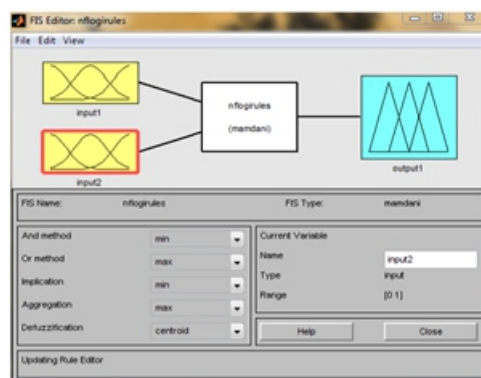 FIS Editor: nflogirules
File Edit View
input1
nflogirules
(mamdani)
input2
output1
FIS Name: nflogirules FIS Type: mamdani
And method min
Or method max
Implication min
Aggregation max
Defuzzification centroid
Current Variable
Name input2
Type input
Range [0 1]
Help Close
Updating Rule Editor